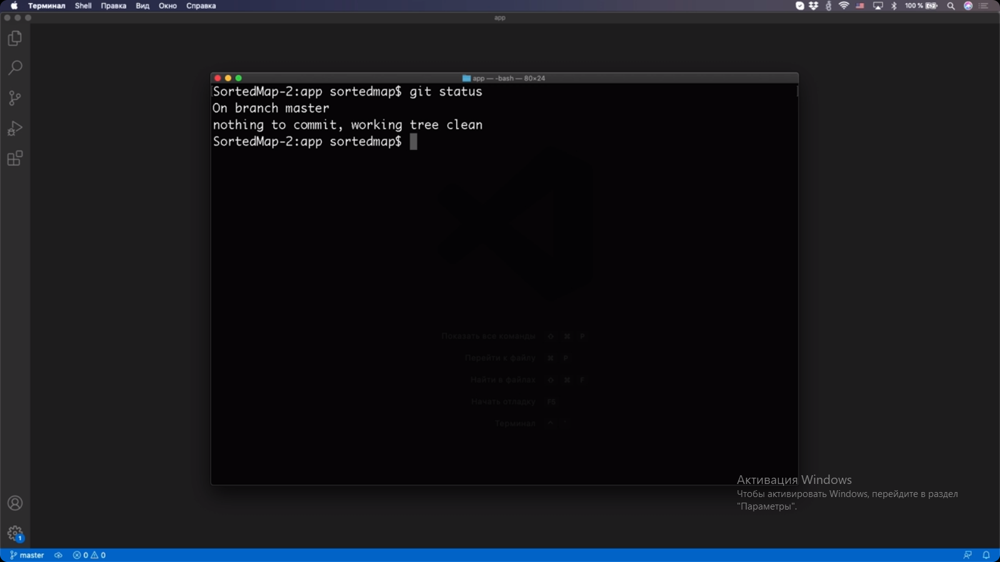 Терминал Shell Правка Вид Окно Справка 100 %
app
app — -bash — 80×24
SortedMap-2:app sortedmap$ git status
On branch master
nothing to commit, working tree clean
SortedMap-2:app sortedmap$
Показать все команды ⇧ ⌘ P
Перейти к файлу ⌘ P
Найти в файлах ⇧ ⌘ F
Начать отладку F5
Терминал ^
Активация Windows
Чтобы активировать Windows, перейдите в раздел
"Параметры".
1
master 0 0